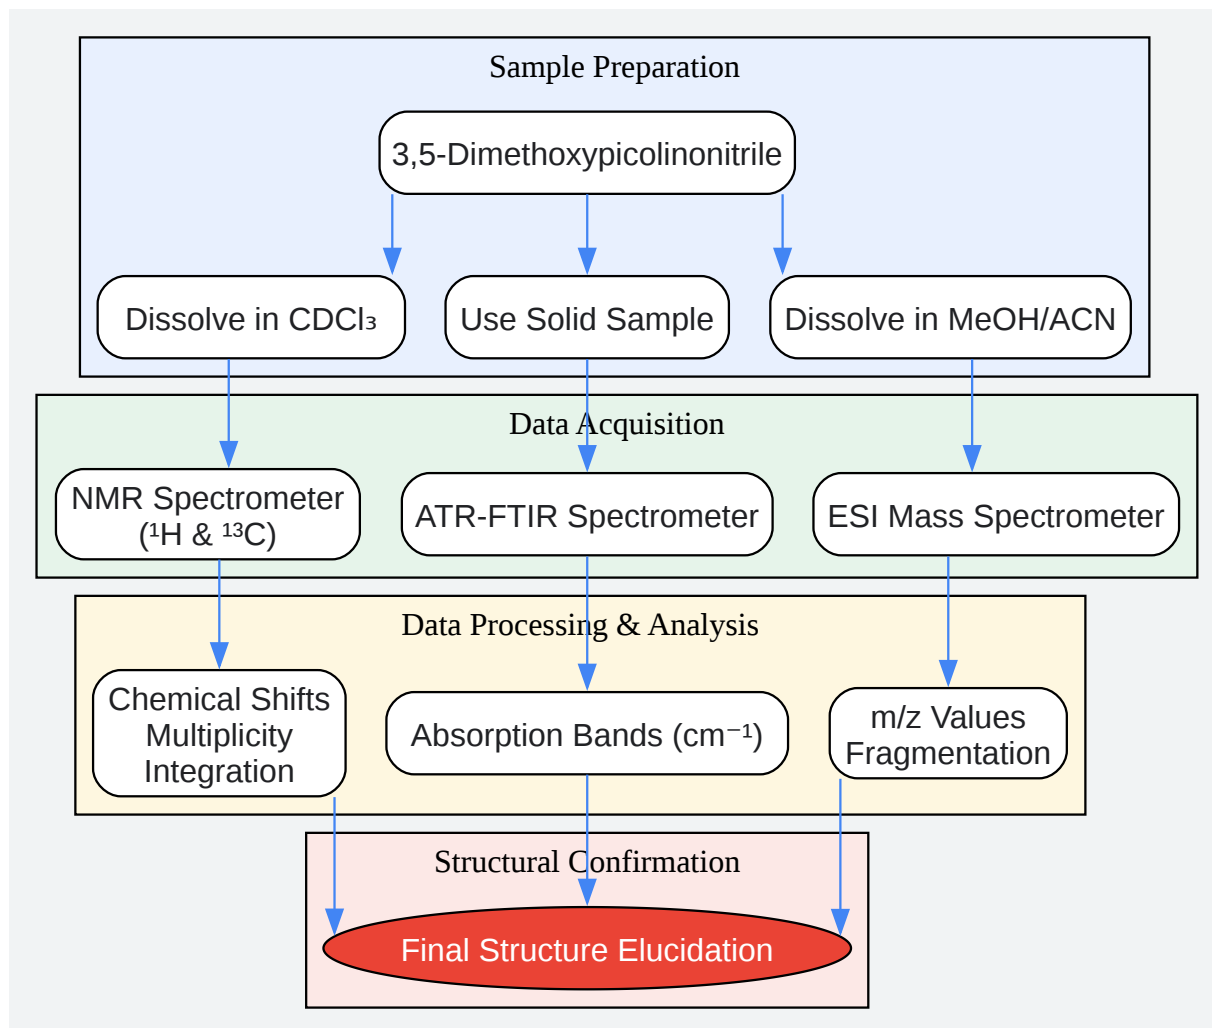 Sample Preparation
3,5-Dimethoxypicolinonitrile
Dissolve in CDCl₃
Use Solid Sample
Dissolve in MeOH/ACN
Data Acquisition
NMR Spectrometer
(¹H & ¹³C)
ATR-FTIR Spectrometer
ESI Mass Spectrometer
Data Processing & Analysis
Chemical Shifts
Multiplicity
Integration
Absorption Bands (cm⁻¹)
m/z Values
Fragmentation
Structural Confirmation
Final Structure Elucidation